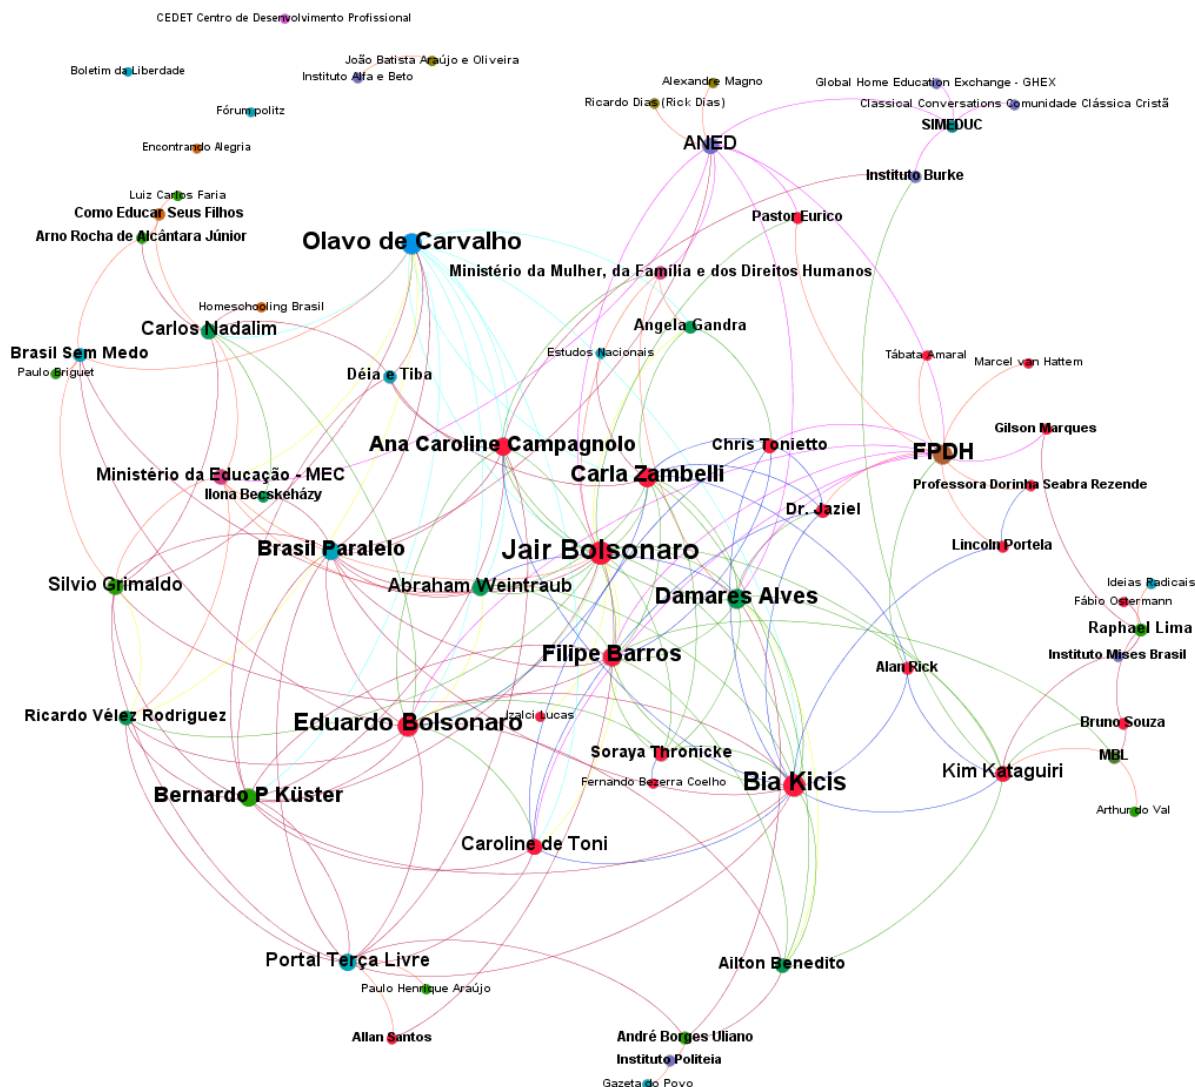 CEDET Centro de Desenvolvimento Profissional
João Batista Araújo e Oliveira
Boletim da Liberdade
Instituto Alfa e Beto
Alexandre Magno
Global Home Education Exchange - GHEX
Ricardo Dias (Rick Dias)
Classical Conversations Comunidade Clássica Cristã
Fórum politz
SIMEDUC
ANED
Encontrando Alegria
Instituto Burke
Luiz Carlos Faria
Como Educar Seus Filhos
Pastor Eurico
Arno Rocha de Alcántara Júnior
Olavo de Carvalho
Ministério da Mulher, da Família e dos Direitos Humanos
Homeschooling Brasil
Carlos Nadalim
Angela Gandra
Brasil Sem Medo
Estudos Nacionais
Tábata Amaral
Marcel van Hattem
Paulo Briguet
Déia e Tiba
Gilson Marques
Ana Caroline Campagnolo
Chris Tonietto
FPDH
Ministério da Educação - MEC
Carla Zambelli
Professora Dorinha Seabra Rezende
Ilona Becskeházy
Dr. Jaziel
Lincoln Portela
Brasil Paralelo
Jair Bolsonaro
Silvio Grimaldo
Abraham Weintraub
Ideias Radicais
Damares Alves
Fábio Ostermann
Raphael Lima
Filipe Barros
Instituto Mises Brasil
Alan Rick
Ricardo Vélez Rodriguez
Izalci Lucas
Eduardo Bolsonaro
Bruno Souza
Soraya Thronicke
MBL
Kim Kataguiri
Fernando Bezerra Coelho
Bia Kicis
Bernardo P Küster
Arthur do Val
Caroline de Toni
Portal Terça Livre
Ailton Benedito
Paulo Henrique Araújo
Allan Santos
André Borges Uliano
Instituto Politeia
Gazeta do Povo